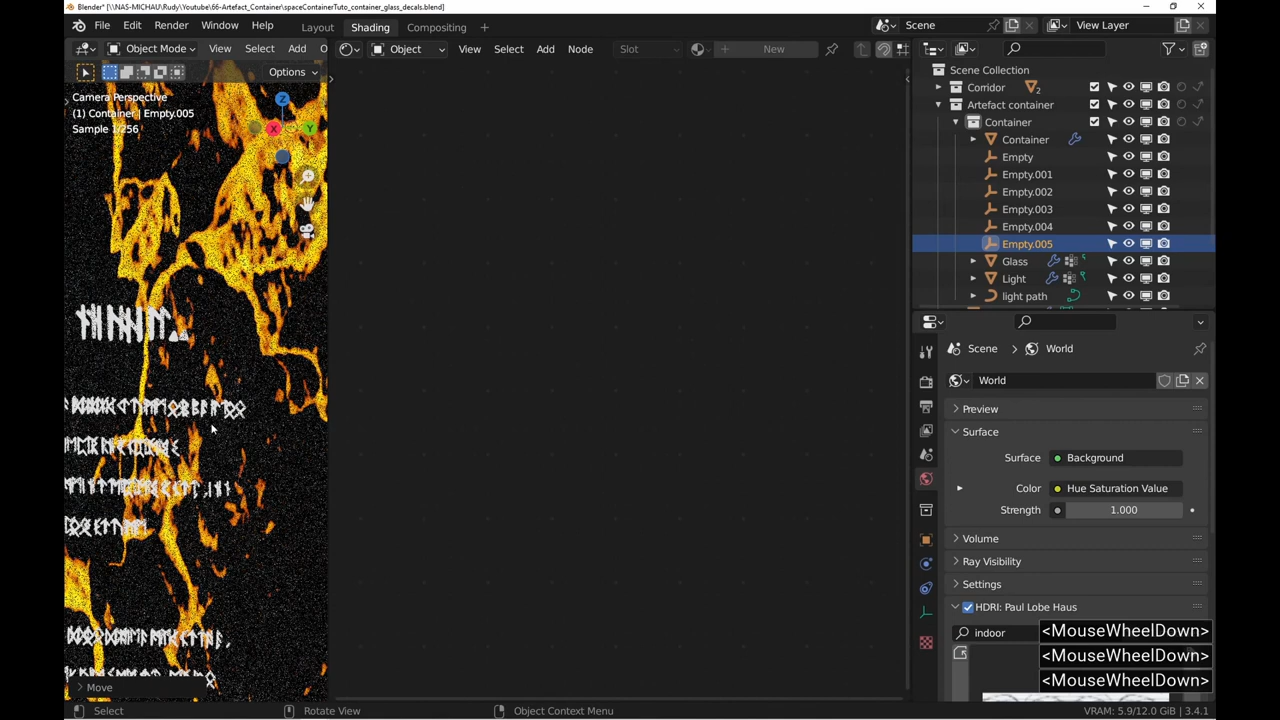 Blender* [\\NAS-MICHAU\Rudy\Youtube\66-Artefact_Container\spaceContainerTuto_container_glass_decals.blend]
File Edit Render Window Help Layout Shading Compositing + Scene View Layer
Object Mode View Select Add O Object View Select Add Node Slot New
Options
Camera Perspective
(1) Container | Empty.005
Sample 1/256
Z
X Y
Scene Collection
Corridor 2
Artefact container
Container
Container
Empty
Empty.001
Empty.002
Empty.003
Empty.004
Empty.005
Glass
Light
light path
Scene > World
World
Preview
Surface
Surface Background
Color Hue Saturation Value
Strength 1.000
Volume
Ray Visibility
Settings
HDRI: Paul Lobe Haus
indoor
<MouseWheelDown>
<MouseWheelDown>
<MouseWheelDown>
Move
Select Rotate View Object Context Menu VRAM: 5.9/12.0 GiB | 3.4.1